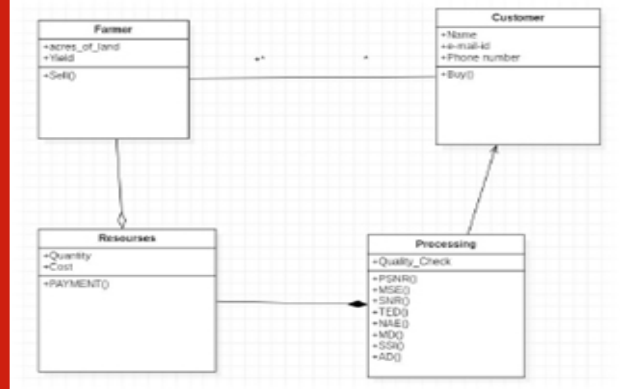 Farmer
+acres_of_land
+Yield
+Sell()
Customer
+Name
+e-mail-id
+Phone number
+Buy()
Resourses
+Quantity
+Cost
+PAYMENT()
Processing
+Quality_Check
+PSNR()
+MSE()
+SNR()
+TED()
+NAE()
+MD()
+SSI()
+AD()